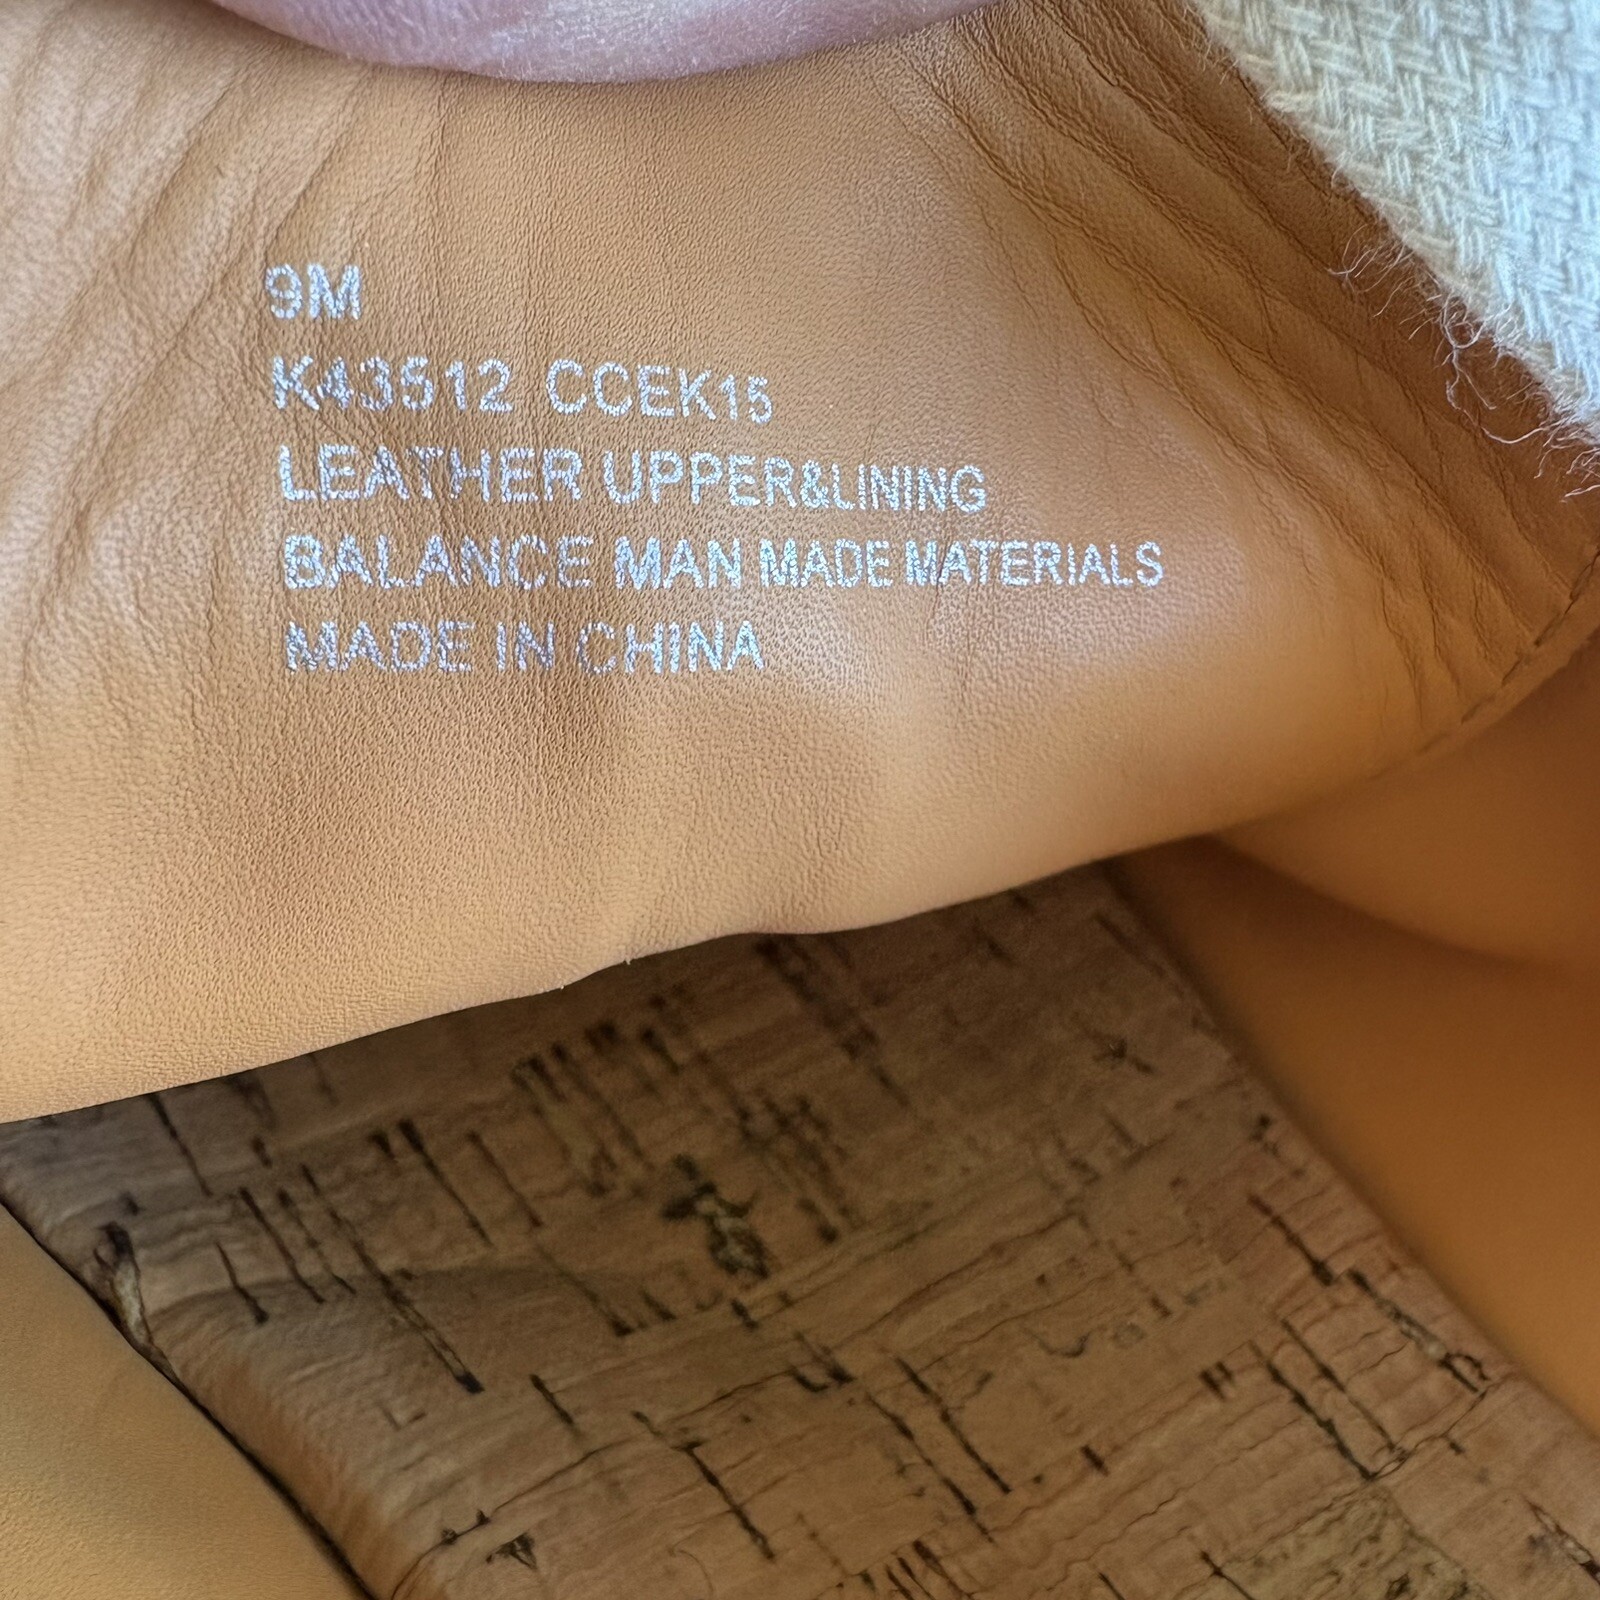 9M
K43512 CCEK15
LEATHER UPPER&LINING
BALANCE MAN MADE MATERIALS
MADE IN CHINA